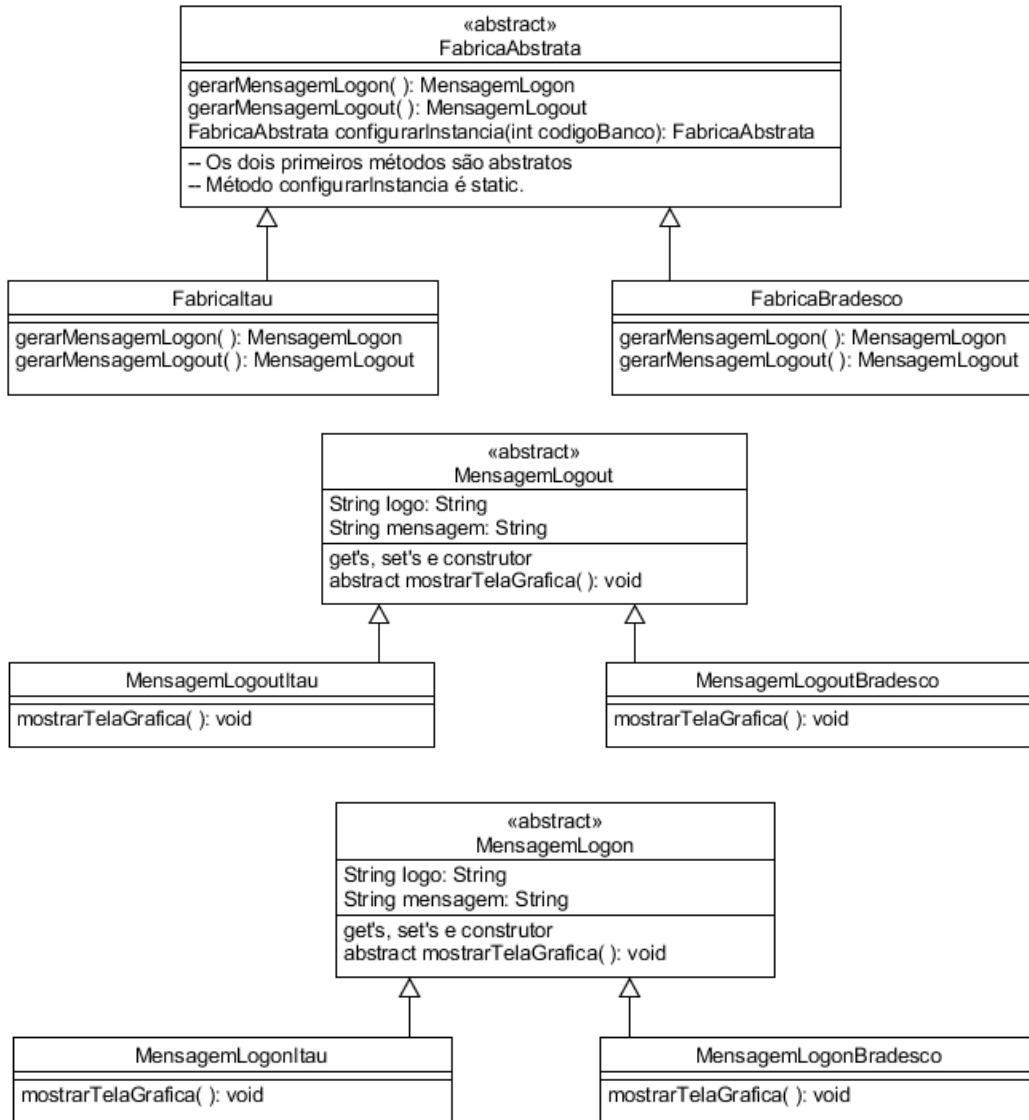 «abstract»
FabricaAbstrata
gerarMensagemLogon( ): MensagemLogon
gerarMensagemLogout( ): MensagemLogout
FabricaAbstrata configurarInstancia(int codigoBanco): FabricaAbstrata
-- Os dois primeiros métodos são abstratos
-- Método configurarInstancia é static.
FabricaItau
gerarMensagemLogon( ): MensagemLogon
gerarMensagemLogout( ): MensagemLogout
FabricaBradesco
gerarMensagemLogon( ): MensagemLogon
gerarMensagemLogout( ): MensagemLogout
«abstract»
MensagemLogout
String logo: String
String mensagem: String
get's, set's e construtor
abstract mostrarTelaGrafica( ): void
MensagemLogoutItau
mostrarTelaGrafica( ): void
MensagemLogoutBradesco
mostrarTelaGrafica( ): void
«abstract»
MensagemLogon
String logo: String
String mensagem: String
get's, set's e construtor
abstract mostrarTelaGrafica( ): void
MensagemLogonItau
mostrarTelaGrafica( ): void
MensagemLogonBradesco
mostrarTelaGrafica( ): void